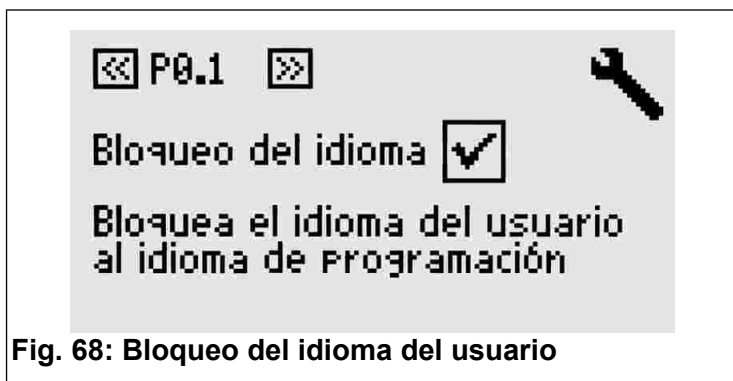 « P0.1 »
Bloqueo del idioma
Bloquea el idioma del usuario
al idioma de programación
Fig. 68: Bloqueo del idioma del usuario